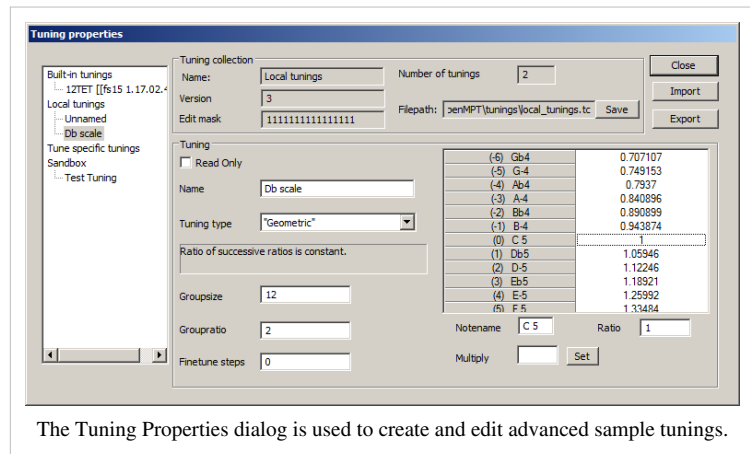 Tuning properties
Built-in tunings
12TET [[fs15 1.17.02.4
Local tunings
Unnamed
Db scale
Tune specific tunings
Sandbox
Test Tuning
Tuning collection
Name: Local tunings
Number of tunings 2
Version 3
Filepath: penMPT\tunings\local_tunings.tc Save
Edit mask 1111111111111111
Close
Import
Export
Tuning
Read Only
Name Db scale
Tuning type "Geometric"
Ratio of successive ratios is constant.
Groupsize 12
Groupratio 2
Finetune steps 0
(-6) Gb4 0.707107
(-5) G-4 0.749153
(-4) Ab4 0.7937
(-3) A-4 0.840896
(-2) Bb4 0.890899
(-1) B-4 0.943874
(0) C 5 1
(1) Db5 1.05946
(2) D-5 1.12246
(3) Eb5 1.18921
(4) E-5 1.25992
(5) F 5 1.33484
Notename C 5 Ratio 1
Multiply Set
The Tuning Properties dialog is used to create and edit advanced sample tunings.